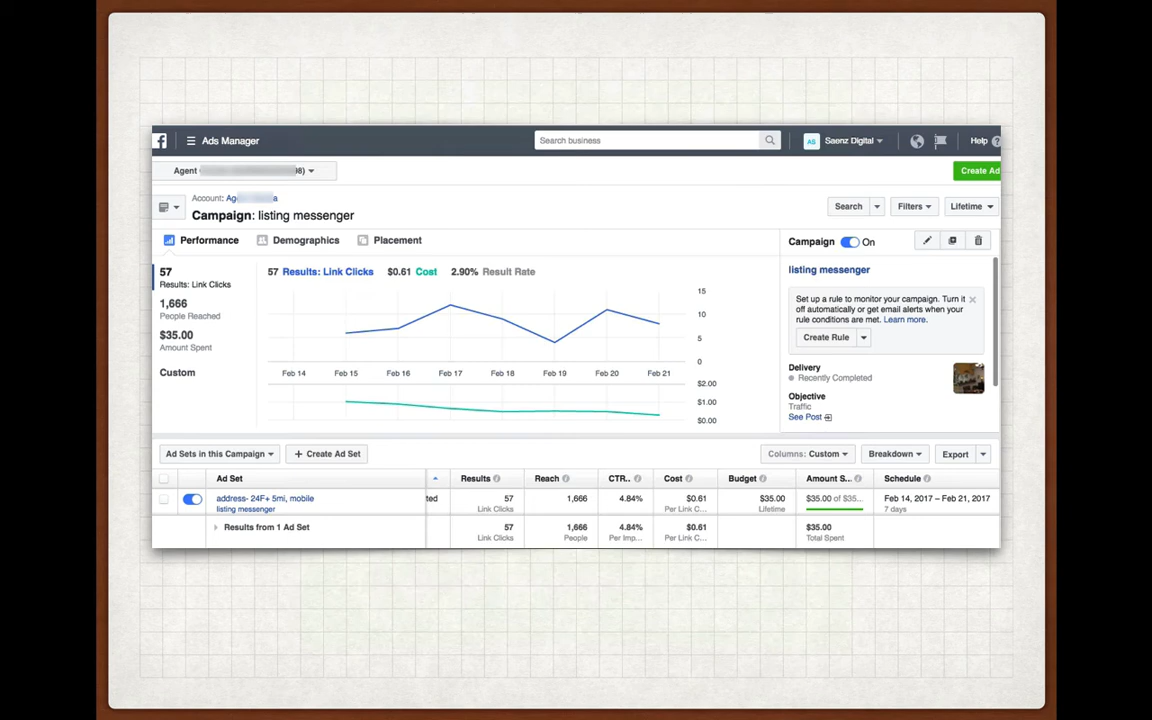 Ads Manager
Search business
AS
Saenz Digital
Help
Agent
8)
Create Ad
Account: Ag
Campaign: listing messenger
Search
Filters
Lifetime
Performance
Demographics
Placement
Campaign
On
57
Results: Link Clicks
1,666
People Reached
$35.00
Amount Spent
Custom
57 Results: Link Clicks
$0.61 Cost
2.90% Result Rate
15
10
5
0
Feb 14
Feb 15
Feb 16
Feb 17
Feb 18
Feb 19
Feb 20
Feb 21
$2.00
$1.00
$0.00
listing messenger
Set up a rule to monitor your campaign. Turn it
off automatically or get email alerts when your
rule conditions are met. Learn more.
Create Rule
Delivery
Recently Completed
Objective
Traffic
See Post
Ad Sets in this Campaign
+ Create Ad Set
Columns: Custom
Breakdown
Export
Ad Set
Results
Reach
CTR...
Cost
Budget
Amount S...
Schedule
address- 24F+ 5mi, mobile
listing messenger
ted
57
Link Clicks
1,666
4.84%
$0.61
Per Link C...
$35.00
Lifetime
$35.00 of $35...
Feb 14, 2017 – Feb 21, 2017
7 days
Results from 1 Ad Set
57
Link Clicks
1,666
People
4.84%
Per Imp...
$0.61
Per Link C...
$35.00
Total Spent